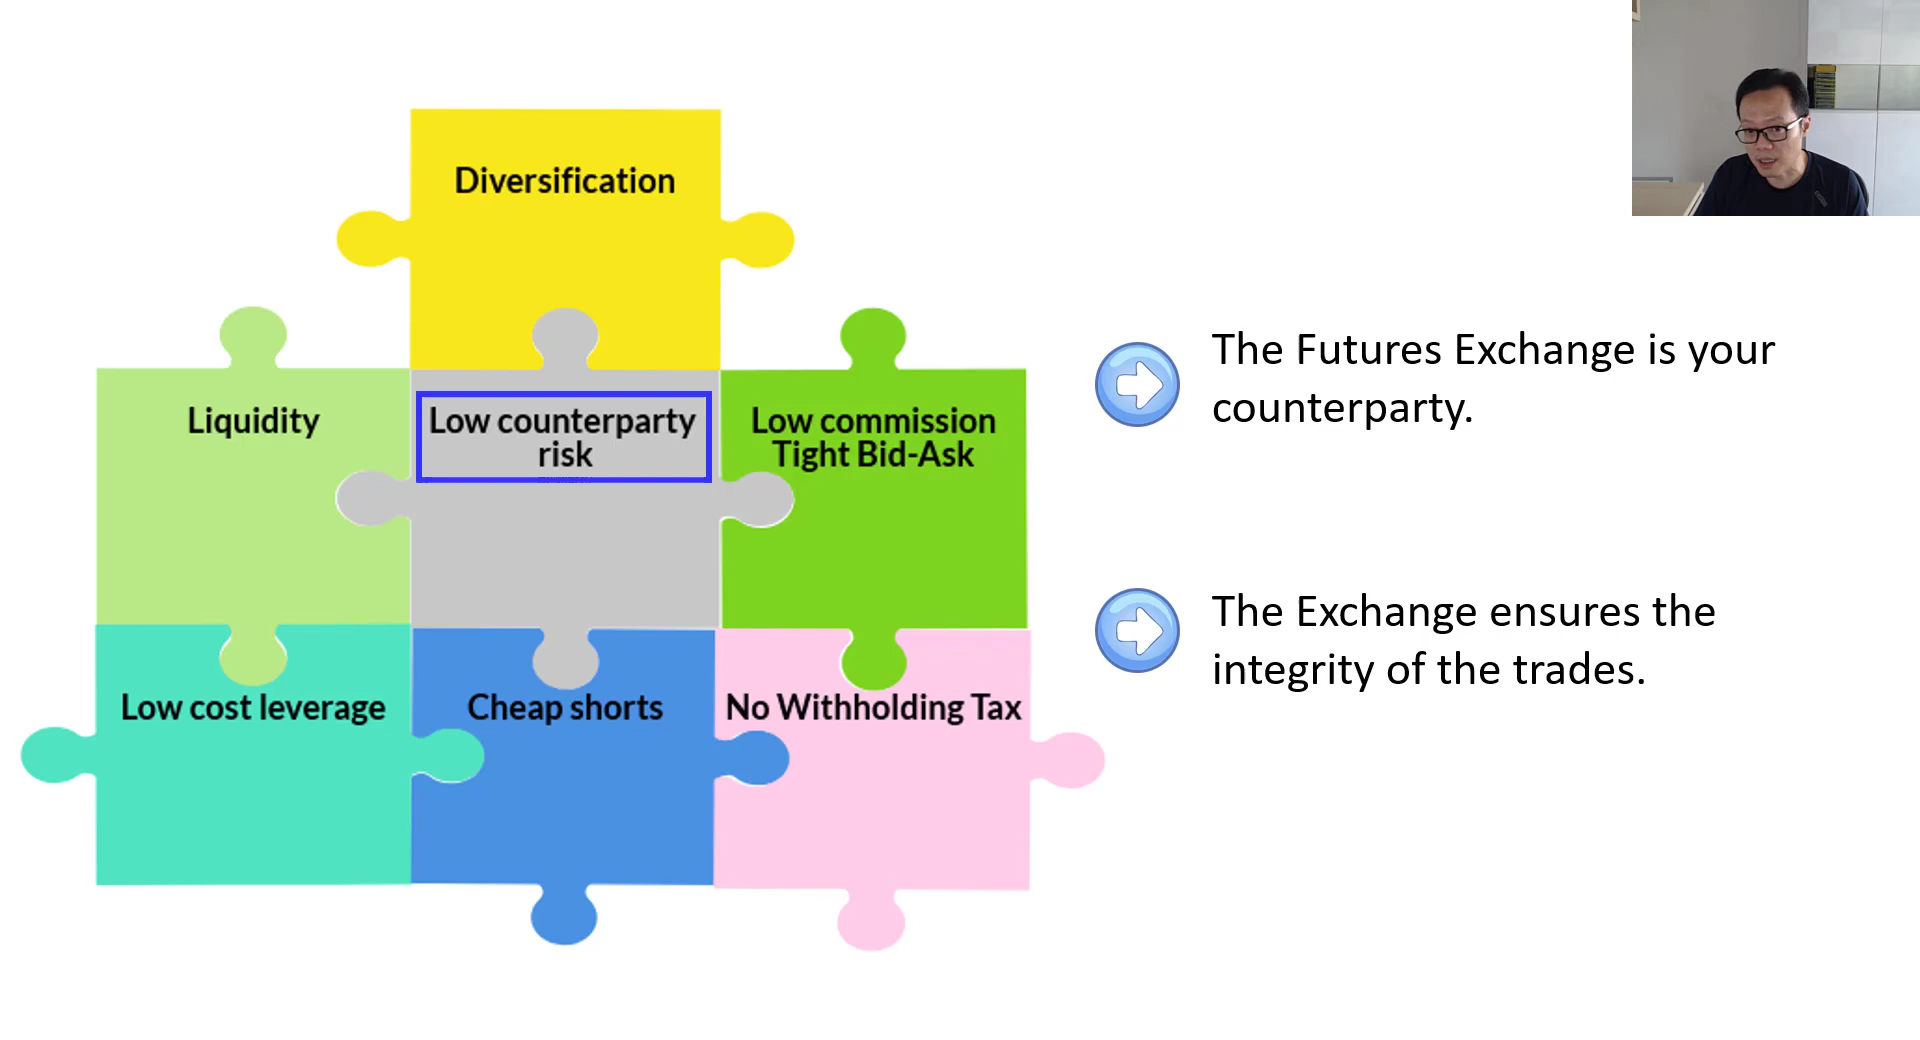 Diversification
Liquidity
Low counterparty
risk
Low commission
Tight Bid-Ask
Low cost leverage
Cheap shorts
No Withholding Tax
The Futures Exchange is your
counterparty.
The Exchange ensures the
integrity of the trades.